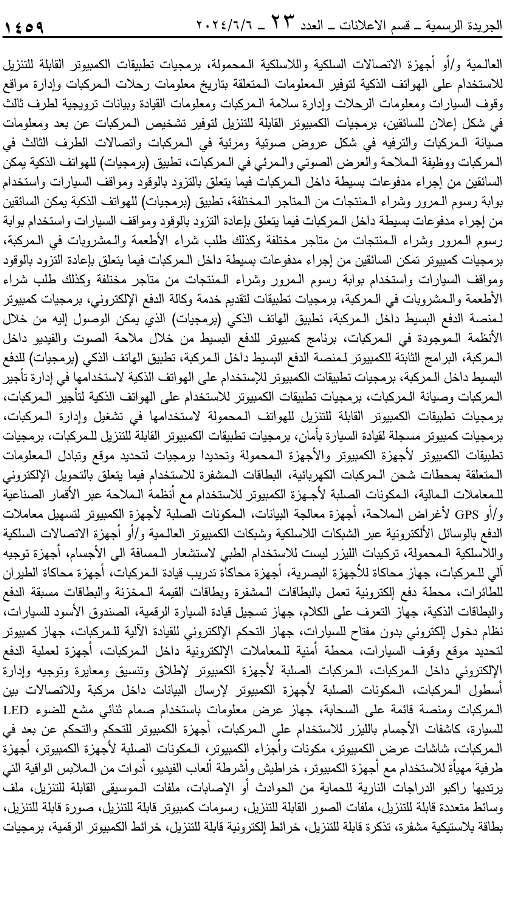 الجريدة الرسمية ــ قسم الاعلانات ــ العدد ٢٣ ــ ٢٠٢٤/٦/٦ ١٤٥٩
العالمية و/أو أجهزة الاتصالات السلكية واللاسلكية المحمولة، برمجيات تطبيقات الكمبيوتر القابلة للتنزيل
للاستخدام على الهواتف الذكية لتوفير المعلومات المتعلقة بتاريخ معلومات رحلات المركبات وإدارة مواقع
وقوف السيارات ومعلومات الرحلات وإدارة سلامة المركبات ومعلومات القيادة وبيانات ترويجية لطرف ثالث
في شكل إعلان للسائقين، برمجيات الكمبيوتر القابلة للتنزيل لتوفير تشخيص المركبات عن بعد ومعلومات
صيانة المركبات والترفيه في شكل عروض صوتية ومرئية في المركبات واتصالات الطرف الثالث في
المركبات ووظيفة الملاحة والعرض الصوتي والمرئي في المركبات، تطبيق (برمجيات) للهواتف الذكية يمكن
السائقين من إجراء مدفوعات بسيطة داخل المركبات فيما يتعلق بالتزود بالوقود ومواقف السيارات واستخدام
بوابة رسوم المرور وشراء المنتجات من المتاجر المختلفة، تطبيق (برمجيات) للهواتف الذكية يمكن السائقين
من إجراء مدفوعات بسيطة داخل المركبات فيما يتعلق بإعادة التزود بالوقود ومواقف السيارات واستخدام بوابة
رسوم المرور وشراء المنتجات من متاجر مختلفة وكذلك طلب شراء الأطعمة والمشروبات في المركبة،
برمجيات كمبيوتر تمكن السائقين من إجراء مدفوعات بسيطة داخل المركبات فيما يتعلق بإعادة التزود بالوقود
ومواقف السيارات واستخدام بوابة رسوم المرور وشراء المنتجات من متاجر مختلفة وكذلك طلب شراء
الأطعمة والمشروبات في المركبة، برمجيات تطبيقات لتقديم خدمة وكالة الدفع الإلكتروني، برمجيات كمبيوتر
لمنصة الدفع البسيط داخل المركبة، تطبيق الهاتف الذكي (برمجيات) الذي يمكن الوصول إليه من خلال
الأنظمة الموجودة في المركبات، برنامج كمبيوتر للدفع البسيط من خلال ملاحة الصوت والفيديو داخل
المركبة، البرامج الثابتة للكمبيوتر لمنصة الدفع البسيط داخل المركبة، تطبيق الهاتف الذكي (برمجيات) للدفع
البسيط داخل المركبة، برمجيات تطبيقات الكمبيوتر للإستخدام على الهواتف الذكية لاستخدامها في إدارة تأجير
المركبات وصيانة المركبات، برمجيات تطبيقات الكمبيوتر للاستخدام على الهواتف الذكية لتأجير المركبات،
برمجيات تطبيقات الكمبيوتر القابلة للتنزيل للهواتف المحمولة لاستخدامها في تشغيل وإدارة المركبات،
برمجيات كمبيوتر مسجلة لقيادة السيارة بأمان، برمجيات تطبيقات الكمبيوتر القابلة للتنزيل للمركبات، برمجيات
تطبيقات الكمبيوتر لأجهزة الكمبيوتر والأجهزة المحمولة وتحديدا برمجيات لتحديد موقع وتبادل المعلومات
المتعلقة بمحطات شحن المركبات الكهربائية، البطاقات المشفرة للاستخدام فيما يتعلق بالتحويل الإلكتروني
للمعاملات المالية، المكونات الصلبة لأجهزة الكمبيوتر للاستخدام مع أنظمة الملاحة عبر الأقمار الصناعية
و/أو GPS لأغراض الملاحة، أجهزة معالجة البيانات، المكونات الصلبة لأجهزة الكمبيوتر لتسهيل معاملات
الدفع بالوسائل الألكترونية عبر الشبكات اللاسلكية وشبكات الكمبيوتر العالمية و/أو أجهزة الاتصالات السلكية
واللاسلكية المحمولة، تركيبات الليزر ليست للاستخدام الطبي لاستشعار المسافة الى الأجسام، أجهزة توجيه
آلي للمركبات، جهاز محاكاة للأجهزة البصرية، أجهزة محاكاة تدريب قيادة المركبات، أجهزة محاكاة الطيران
للطائرات، محطة دفع إلكترونية تعمل بالبطاقات المشفرة وبطاقات القيمة المخزنة والبطاقات مسبقة الدفع
والبطاقات الذكية، جهاز التعرف على الكلام، جهاز تسجيل قيادة السيارة الرقمية، الصندوق الأسود للسيارات،
نظام دخول إلكتروني بدون مفتاح للسيارات، جهاز التحكم الإلكتروني للقيادة الآلية للمركبات، جهاز كمبيوتر
لتحديد موقع وقوف السيارات، محطة أمنية للمعاملات الإلكترونية داخل المركبات، أجهزة لعملية الدفع
الإلكتروني داخل المركبات، المركبات الصلبة لأجهزة الكمبيوتر لإطلاق وتنسيق ومعايرة وتوجيه وإدارة
أسطول المركبات، المكونات الصلبة لأجهزة الكمبيوتر لإرسال البيانات داخل مركبة وللاتصالات بين
المركبات ومنصة قائمة على السحابة، جهاز عرض معلومات باستخدام صمام ثنائي مشع للضوء LED
للسيارة، كاشفات الأجسام بالليزر للاستخدام على المركبات، أجهزة الكمبيوتر للتحكم والتحكم عن بعد في
المركبات، شاشات عرض الكمبيوتر، مكونات وأجزاء الكمبيوتر، المكونات الصلبة لأجهزة الكمبيوتر، أجهزة
طرفية مهيأة للاستخدام مع أجهزة الكمبيوتر، خراطيش وأشرطة ألعاب الفيديو، أدوات من الملابس الواقية التي
يرتديها راكبو الدراجات النارية للحماية من الحوادث أو الإصابات، ملفات الموسيقى القابلة للتنزيل، ملف
وسائط متعددة قابلة للتنزيل، ملفات الصور القابلة للتنزيل، رسومات كمبيوتر قابلة للتنزيل، صورة قابلة للتنزيل،
بطاقة بلاستيكية مشفرة، تذكرة قابلة للتنزيل، خرائط إلكترونية قابلة للتنزيل، خرائط الكمبيوتر الرقمية، برمجيات